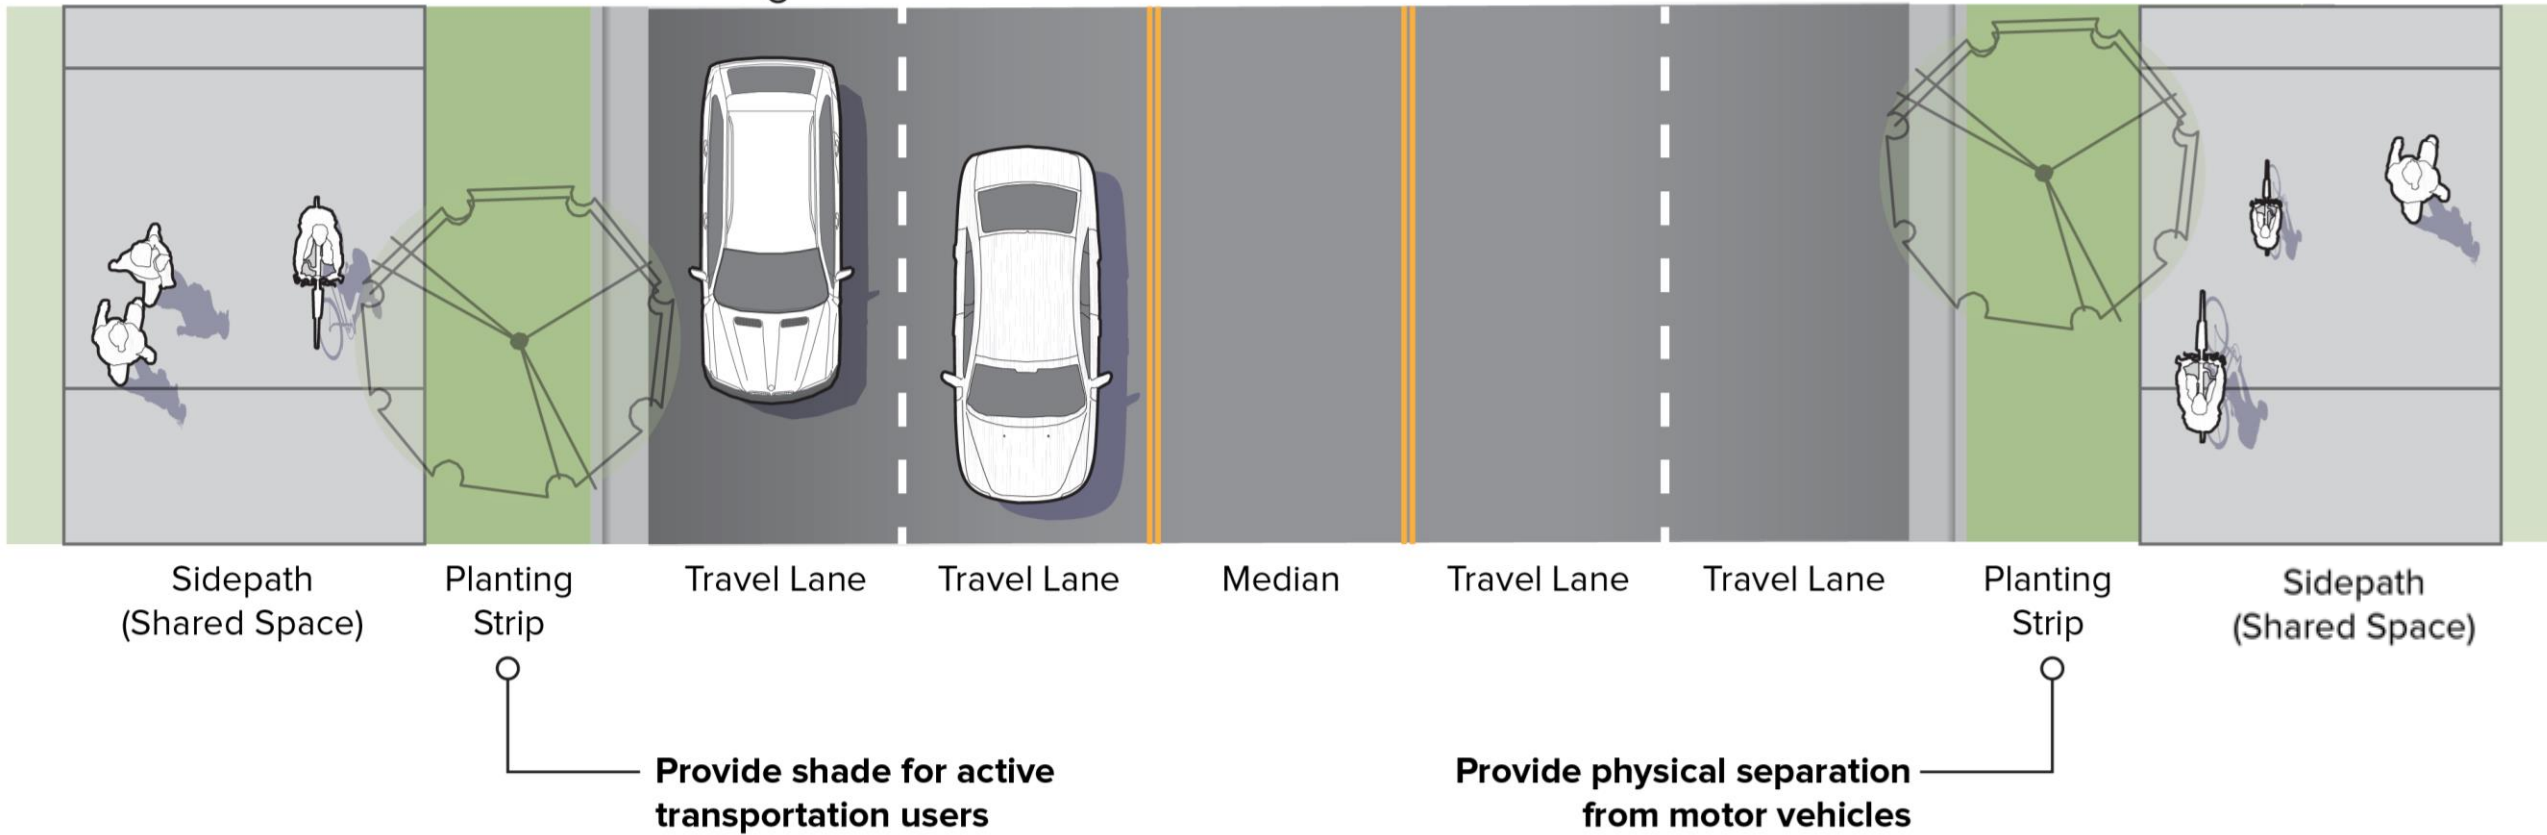 Sidepath
(Shared Space)
Planting
Strip
Travel Lane
Travel Lane
Median
Travel Lane
Travel Lane
Planting
Strip
Sidepath
(Shared Space)
Provide shade for active
transportation users
Provide physical separation
from motor vehicles